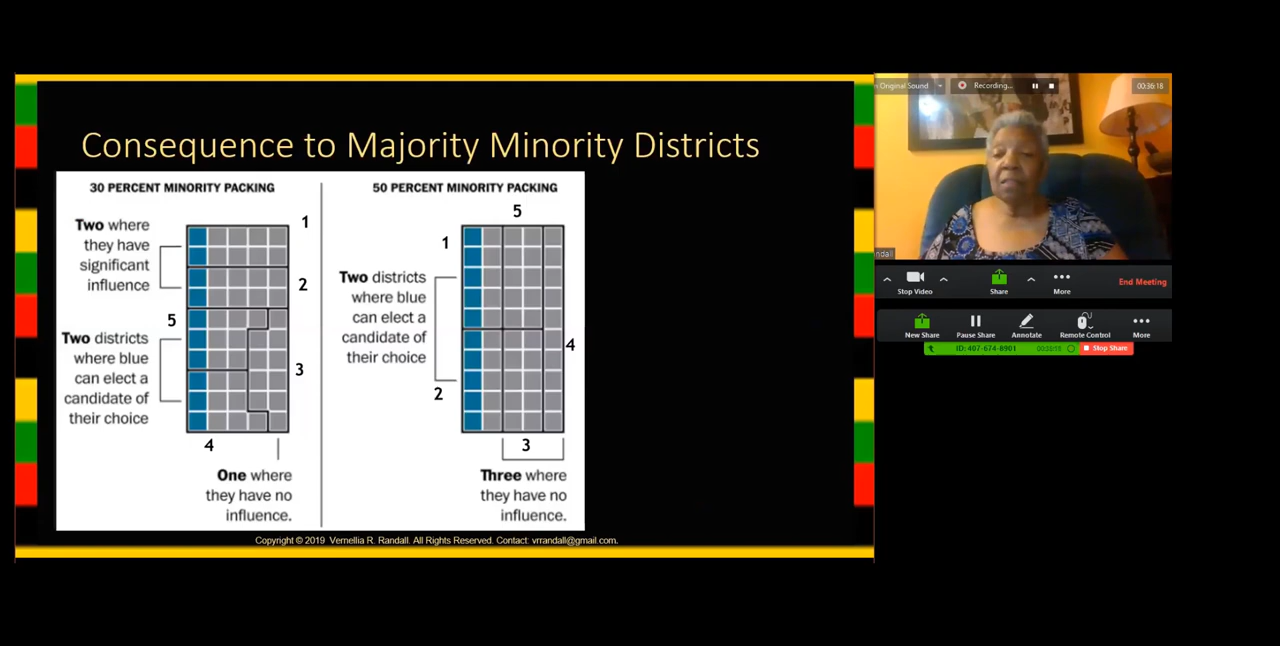 Original Sound
Recording...
00:36:18
Consequence to Majority Minority Districts
30 PERCENT MINORITY PACKING
Two where
they have
significant
influence
Two districts
where blue
can elect a
candidate of
their choice
1
2
5
3
4
One where
they have no
influence.
50 PERCENT MINORITY PACKING
5
1
Two districts
where blue
can elect a
candidate of
their choice
4
2
3
Three where
they have no
influence.
Copyright © 2019 Vernellia R. Randall. All Rights Reserved. Contact: vrrandall@gmail.com.
Stop Video
Share
More
End Meeting
New Share
Pause Share
Annotate
Remote Control
More
ID: 407-674-8901
Stop Share